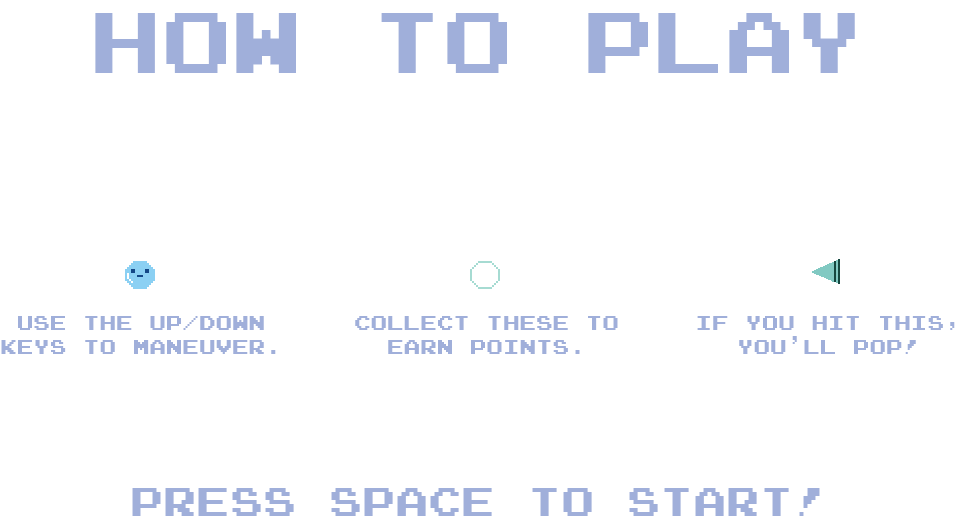 HOW TO PLAY
USE THE UP/DOWN
KEYS TO MANEUVER.
COLLECT THESE TO
EARN POINTS.
IF YOU HIT THIS,
YOU'LL POP!
PRESS SPACE TO START!